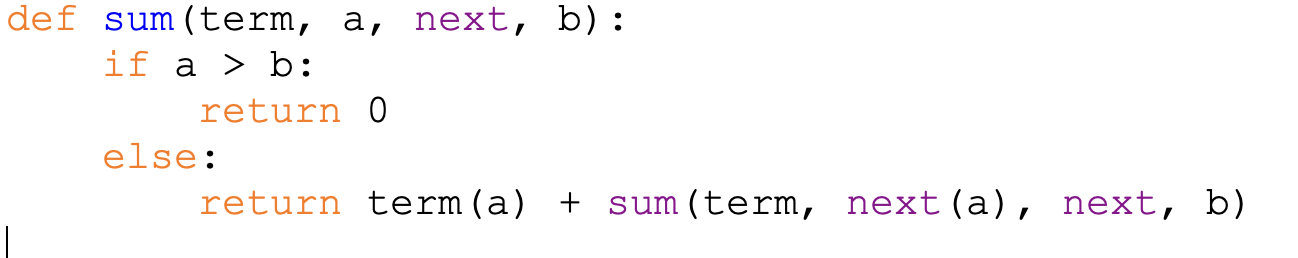 def sum(term, a, next, b):
    if a > b:
        return 0
    else:
        return term(a) + sum(term, next(a), next, b)